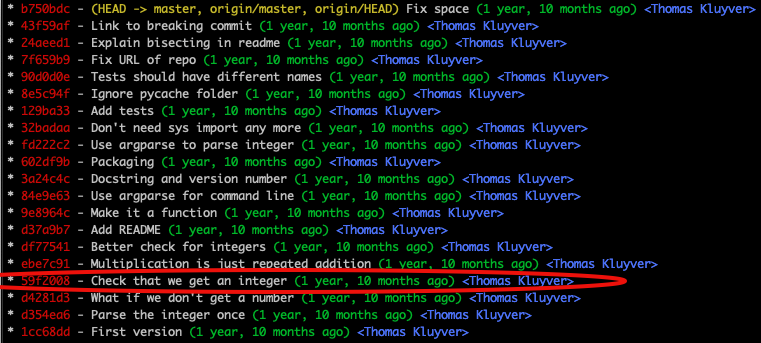 * b750bdc - (HEAD -> master, origin/master, origin/HEAD) Fix space (1 year, 10 months ago) <Thomas Kluyver>
* 43f59af - Link to breaking commit (1 year, 10 months ago) <Thomas Kluyver>
* 24aeed1 - Explain bisecting in readme (1 year, 10 months ago) <Thomas Kluyver>
* 7f659b9 - Fix URL of repo (1 year, 10 months ago) <Thomas Kluyver>
* 90d0d0e - Tests should have different names (1 year, 10 months ago) <Thomas Kluyver>
* 8e5c94f - Ignore pycache folder (1 year, 10 months ago) <Thomas Kluyver>
* 129ba33 - Add tests (1 year, 10 months ago) <Thomas Kluyver>
* 32badaa - Don't need sys import any more (1 year, 10 months ago) <Thomas Kluyver>
* fd222c2 - Use argparse to parse integer (1 year, 10 months ago) <Thomas Kluyver>
* 602df9b - Packaging (1 year, 10 months ago) <Thomas Kluyver>
* 3a24c4c - Docstring and version number (1 year, 10 months ago) <Thomas Kluyver>
* 84e9e63 - Use argparse for command line (1 year, 10 months ago) <Thomas Kluyver>
* 9e8964c - Make it a function (1 year, 10 months ago) <Thomas Kluyver>
* d37a9b7 - Add README (1 year, 10 months ago) <Thomas Kluyver>
* df77541 - Better check for integers (1 year, 10 months ago) <Thomas Kluyver>
* ebe7c91 - Multiplication is just repeated addition (1 year, 10 months ago) <Thomas Kluyver>
* 59f2008 - Check that we get an integer (1 year, 10 months ago) <Thomas Kluyver>
* d4281d3 - What if we don't get a number (1 year, 10 months ago) <Thomas Kluyver>
* d354ea6 - Parse the integer once (1 year, 10 months ago) <Thomas Kluyver>
* 1cc68dd - First version (1 year, 10 months ago) <Thomas Kluyver>